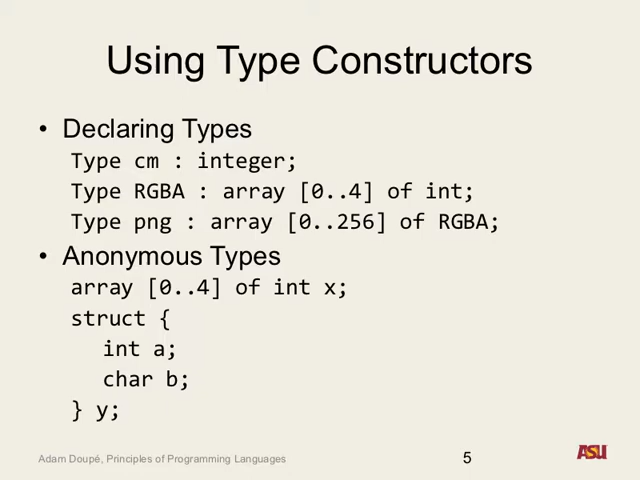 Using Type Constructors
• Declaring Types
Type cm : integer;
Type RGBA : array [0..4] of int;
Type png : array [0..256] of RGBA;
• Anonymous Types
array [0..4] of int x;
struct {
int a;
char b;
} y;
Adam Doupé, Principles of Programming Languages
5
ASU